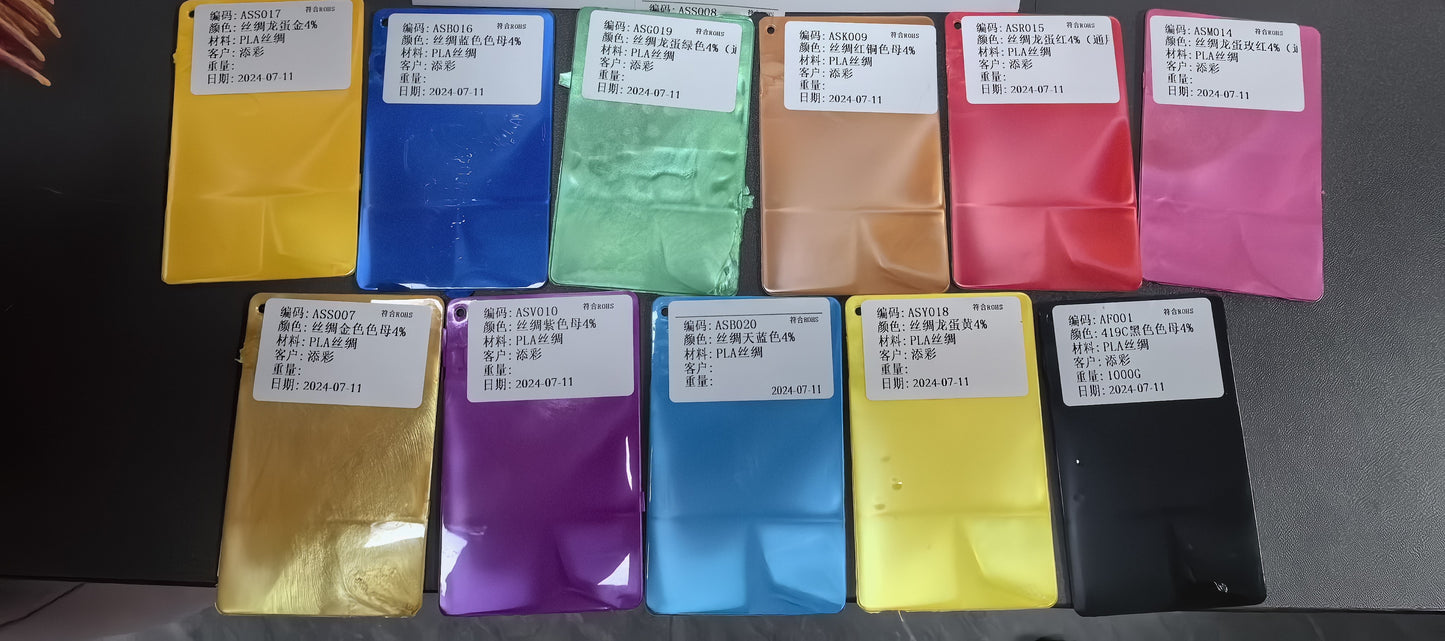 ASS008
编码: ASS017 符合ROHS
颜色: 丝绸龙蛋金4%
材料: PLA丝绸
客户: 添彩
重量:
日期: 2024-07-11
编码: ASB016 符合ROHS
颜色: 丝绸蓝色色母4%
材料: PLA丝绸
客户: 添彩
重量:
日期: 2024-07-11
编码: ASG019 符合ROHS
颜色: 丝绸龙蛋绿色4%
材料: PLA丝绸
客户: 添彩
重量:
日期: 2024-07-11
编码: ASK009 符合ROHS
颜色: 丝绸红铜色母4%
材料: PLA丝绸
客户: 添彩
重量:
日期: 2024-07-11
编码: ASR015 符合ROHS
颜色: 丝绸龙蛋红4%（通
材料: PLA丝绸
客户: 添彩
重量:
日期: 2024-07-11
编码: ASM014 符合ROHS
颜色: 丝绸龙蛋玫红4%
材料: PLA丝绸
客户: 添彩
重量:
日期: 2024-07-11
编码: ASS007 符合ROHS
颜色: 丝绸金色色母4%
材料: PLA丝绸
客户: 添彩
重量:
日期: 2024-07-11
编码: ASV010 符合ROHS
颜色: 丝绸紫色母4%
材料: PLA丝绸
客户: 添彩
重量:
日期: 2024-07-11
编码: ASB020 符合ROHS
颜色: 丝绸天蓝色4%
材料: PLA丝绸
客户:
重量:
2024-07-11
编码: ASY018 符合ROHS
颜色: 丝绸龙蛋黄4%
材料: PLA丝绸
客户: 添彩
重量:
日期: 2024-07-11
编码: AF001 符合ROHS
颜色: 419C黑色色母4%
材料: PLA丝绸
客户: 添彩
重量: 1000G
日期: 2024-07-11